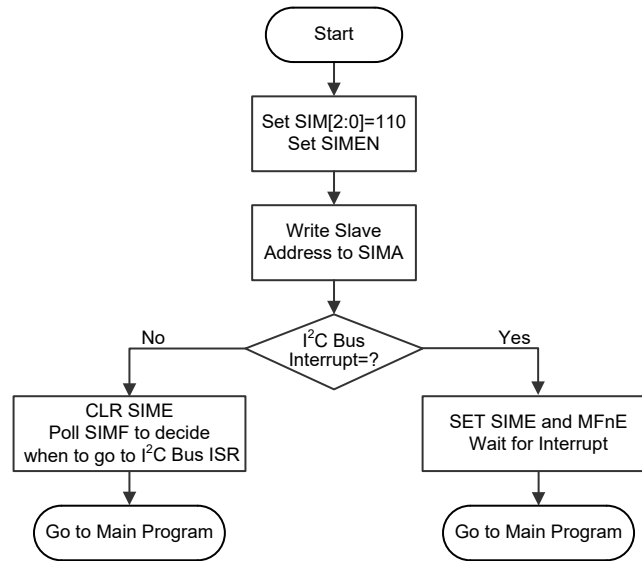 Start
Set SIM[2:0]=110
Set SIMEN
Write Slave
Address to SIMA
No
I²C Bus
Interrupt=?
Yes
CLR SIME
Poll SIMF to decide
when to go to I²C Bus ISR
SET SIME and MFnE
Wait for Interrupt
Go to Main Program
Go to Main Program